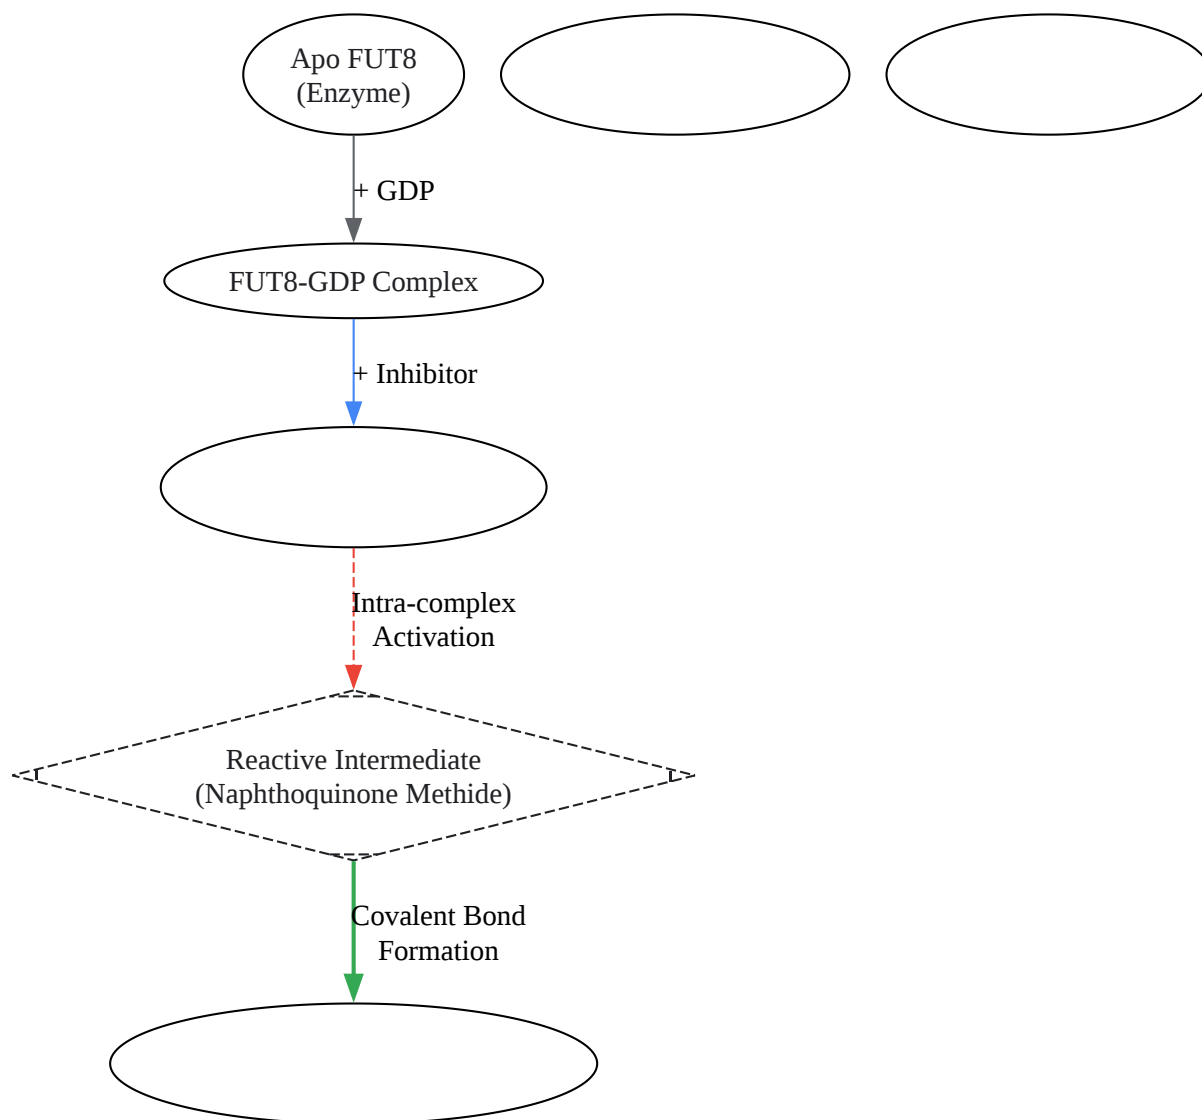 Apo FUT8
(Enzyme)
+ GDP
FUT8-GDP Complex
+ Inhibitor
Intra-complex
Activation
Reactive Intermediate
(Naphthoquinone Methide)
Covalent Bond
Formation